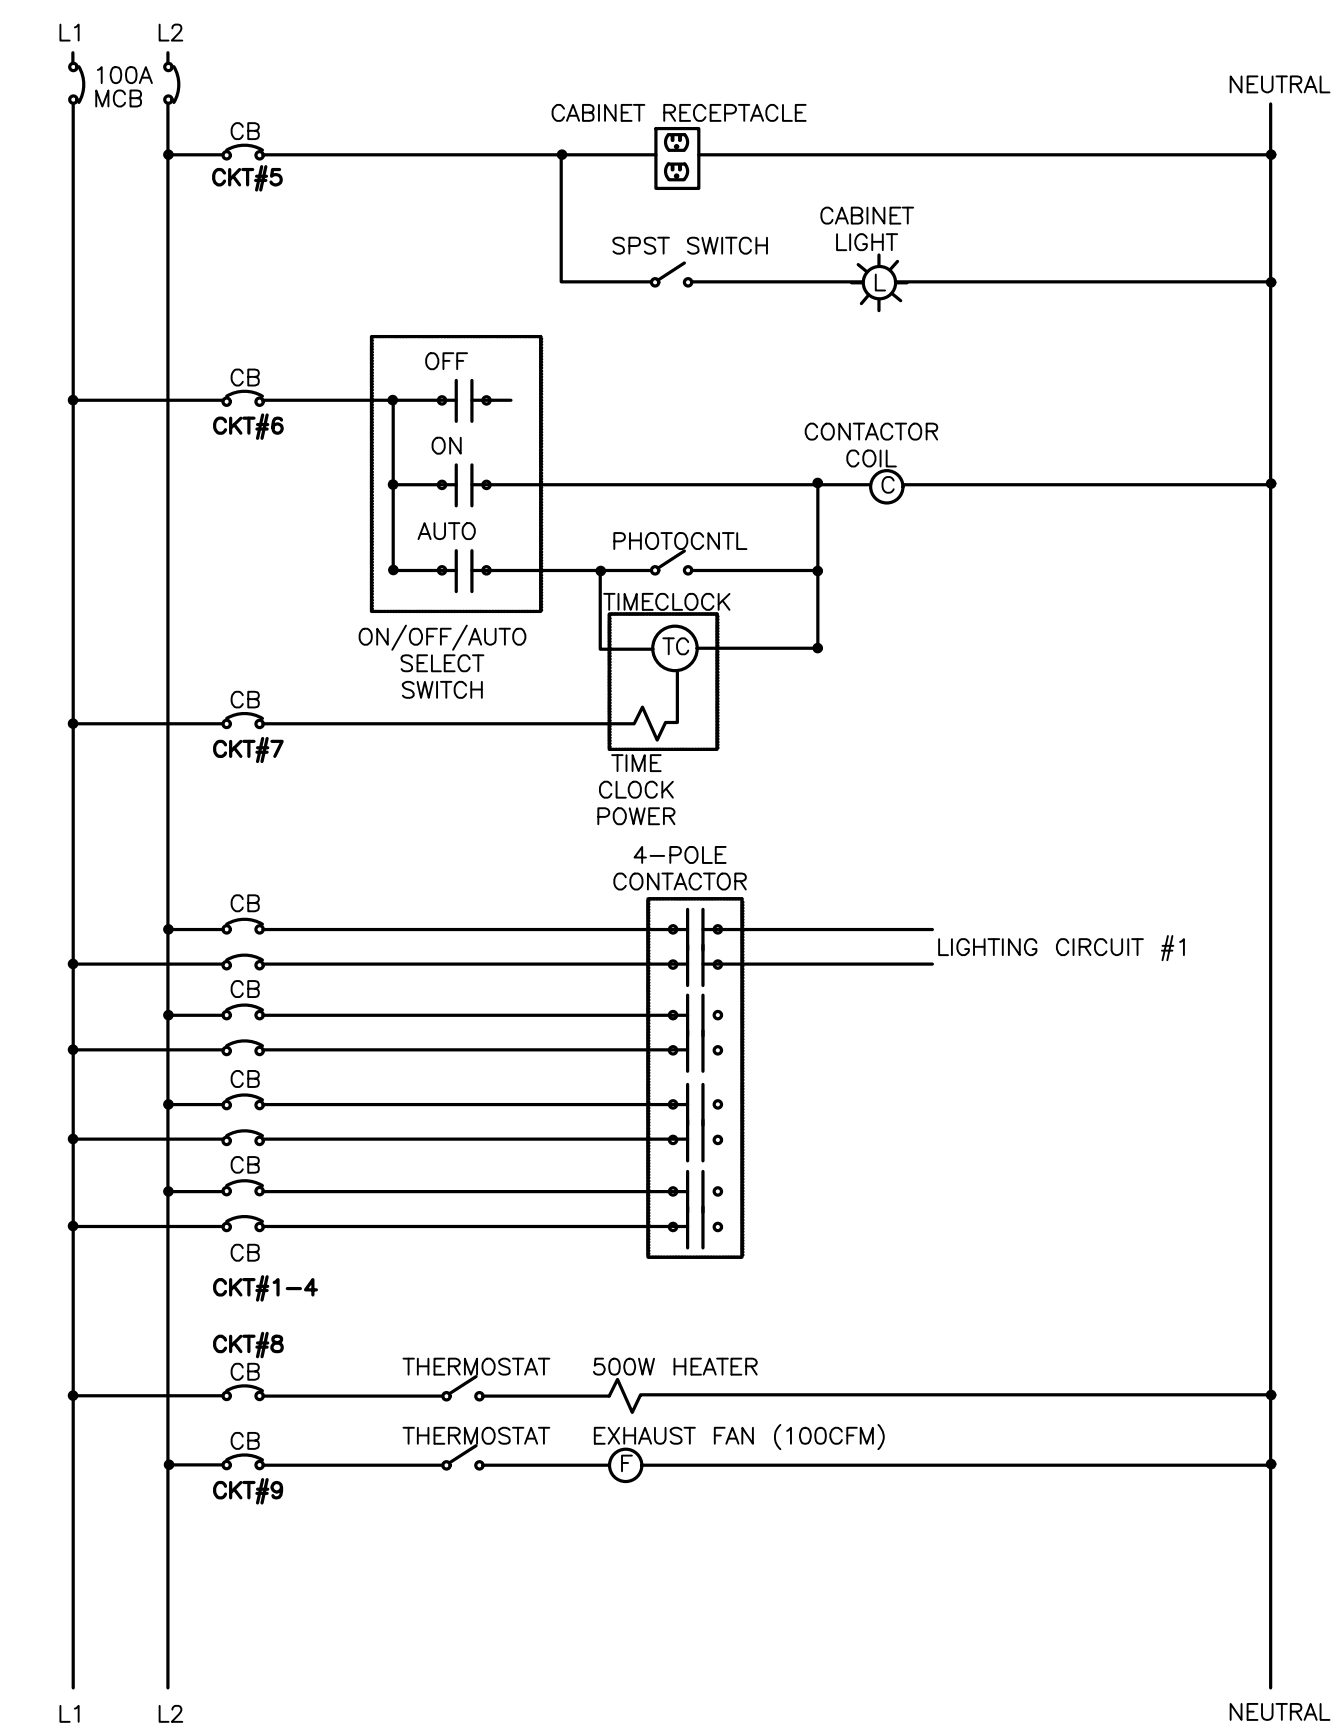 L1
L2
100A
MCB
NEUTRAL
CB
CKT#5
CABINET RECEPTACLE
SPST SWITCH
CABINET
LIGHT
L
CB
CKT#6
OFF
ON
AUTO
ON/OFF/AUTO
SELECT
SWITCH
CONTACTOR
COIL
C
PHOTOCNTL
TIMECLOCK
TC
CB
CKT#7
TIME
CLOCK
POWER
4-POLE
CONTACTOR
CB
LIGHTING CIRCUIT #1
CB
CB
CB
CB
CKT#1-4
CKT#8
CB
THERMOSTAT
500W HEATER
CB
CKT#9
THERMOSTAT
EXHAUST FAN (100CFM)
F
L1
L2
NEUTRAL